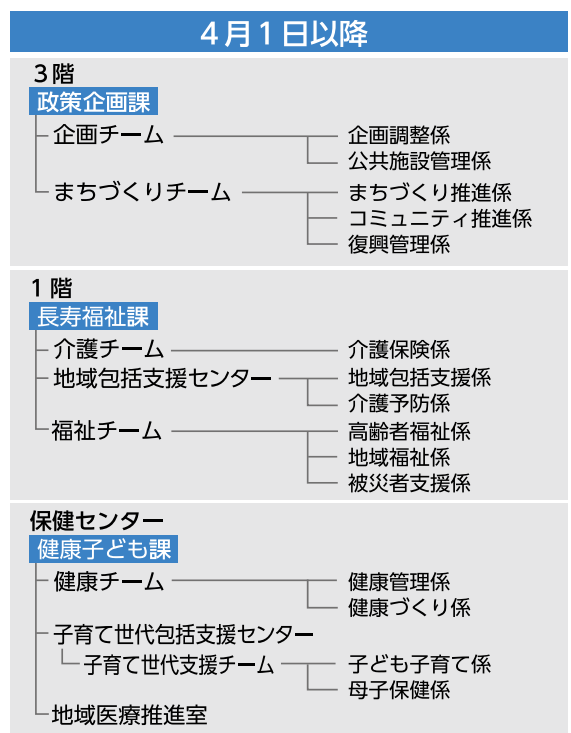 4月1日以降
3階
政策企画課
企画チーム 企画調整係
公共施設管理係
まちづくりチーム まちづくり推進係
コミュニティ推進係
復興管理係
1階
長寿福祉課
介護チーム 介護保険係
地域包括支援センター 地域包括支援係
介護予防係
福祉チーム 高齢者福祉係
地域福祉係
被災者支援係
保健センター
健康子ども課
健康チーム 健康管理係
健康づくり係
子育て世代包括支援センター
子育て世代支援チーム 子ども子育て係
母子保健係
地域医療推進室